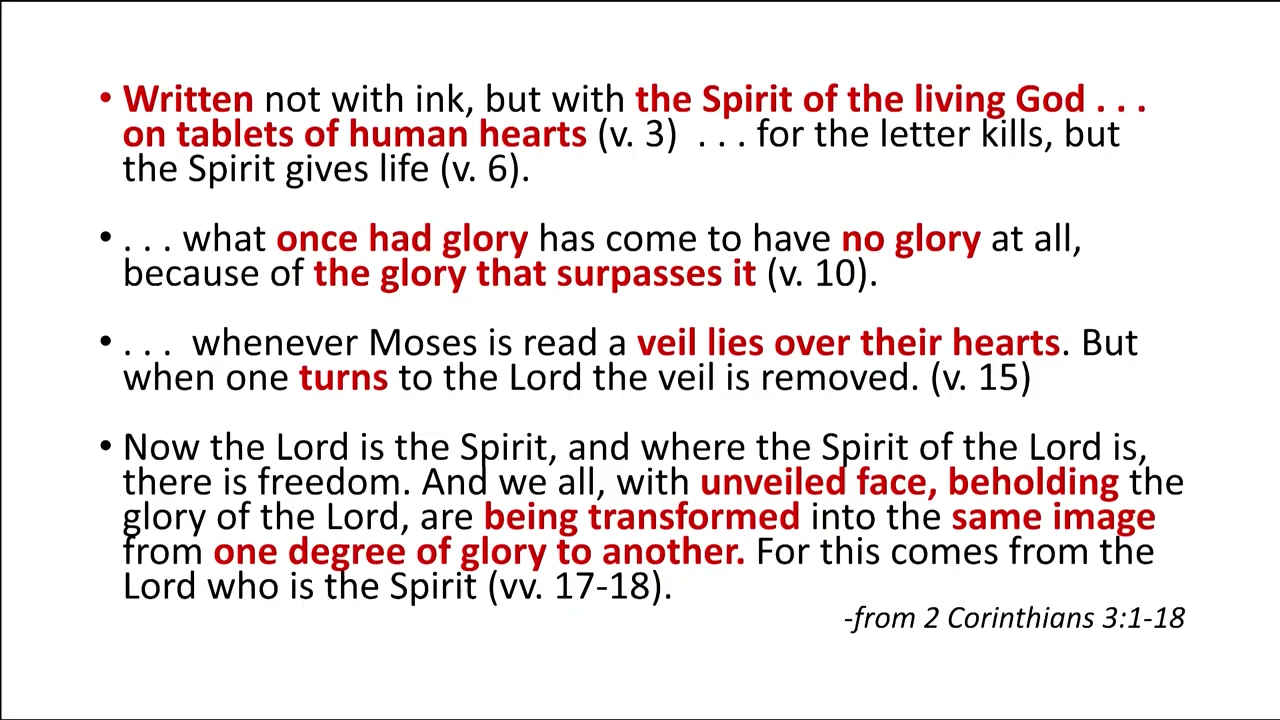 • Written not with ink, but with the Spirit of the living God . . .
on tablets of human hearts (v. 3)  . . . for the letter kills, but
the Spirit gives life (v. 6).
• . . . what once had glory has come to have no glory at all,
because of the glory that surpasses it (v. 10).
• . . .  whenever Moses is read a veil lies over their hearts. But
when one turns to the Lord the veil is removed. (v. 15)
• Now the Lord is the Spirit, and where the Spirit of the Lord is,
there is freedom. And we all, with unveiled face, beholding the
glory of the Lord, are being transformed into the same image
from one degree of glory to another. For this comes from the
Lord who is the Spirit (vv. 17-18).
-from 2 Corinthians 3:1-18